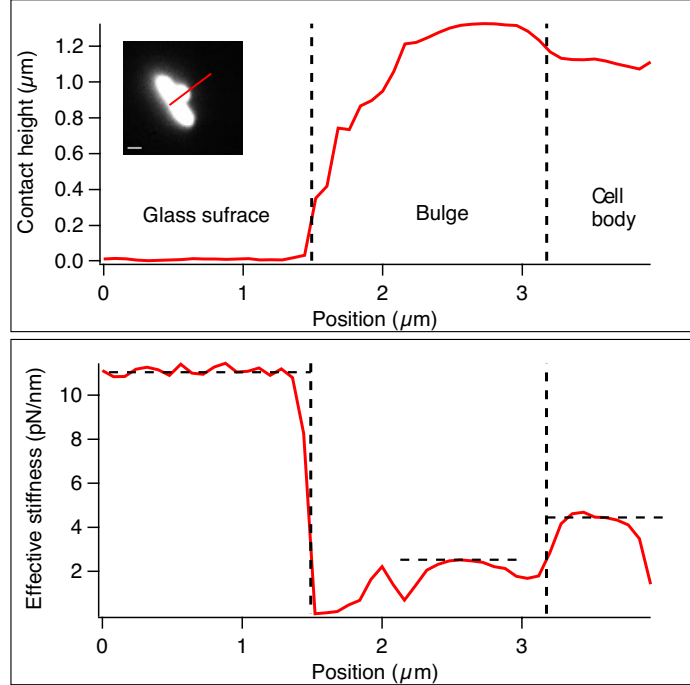 Contact height (µm)
1.2
1.0
0.8
0.6
0.4
0.2
0.0
Glass sufrace
Bulge
Cell
body
0
1
2
3
Position (µm)
Effective stiffness (pN/nm)
10
8
6
4
2
0
1
2
3
Position (µm)